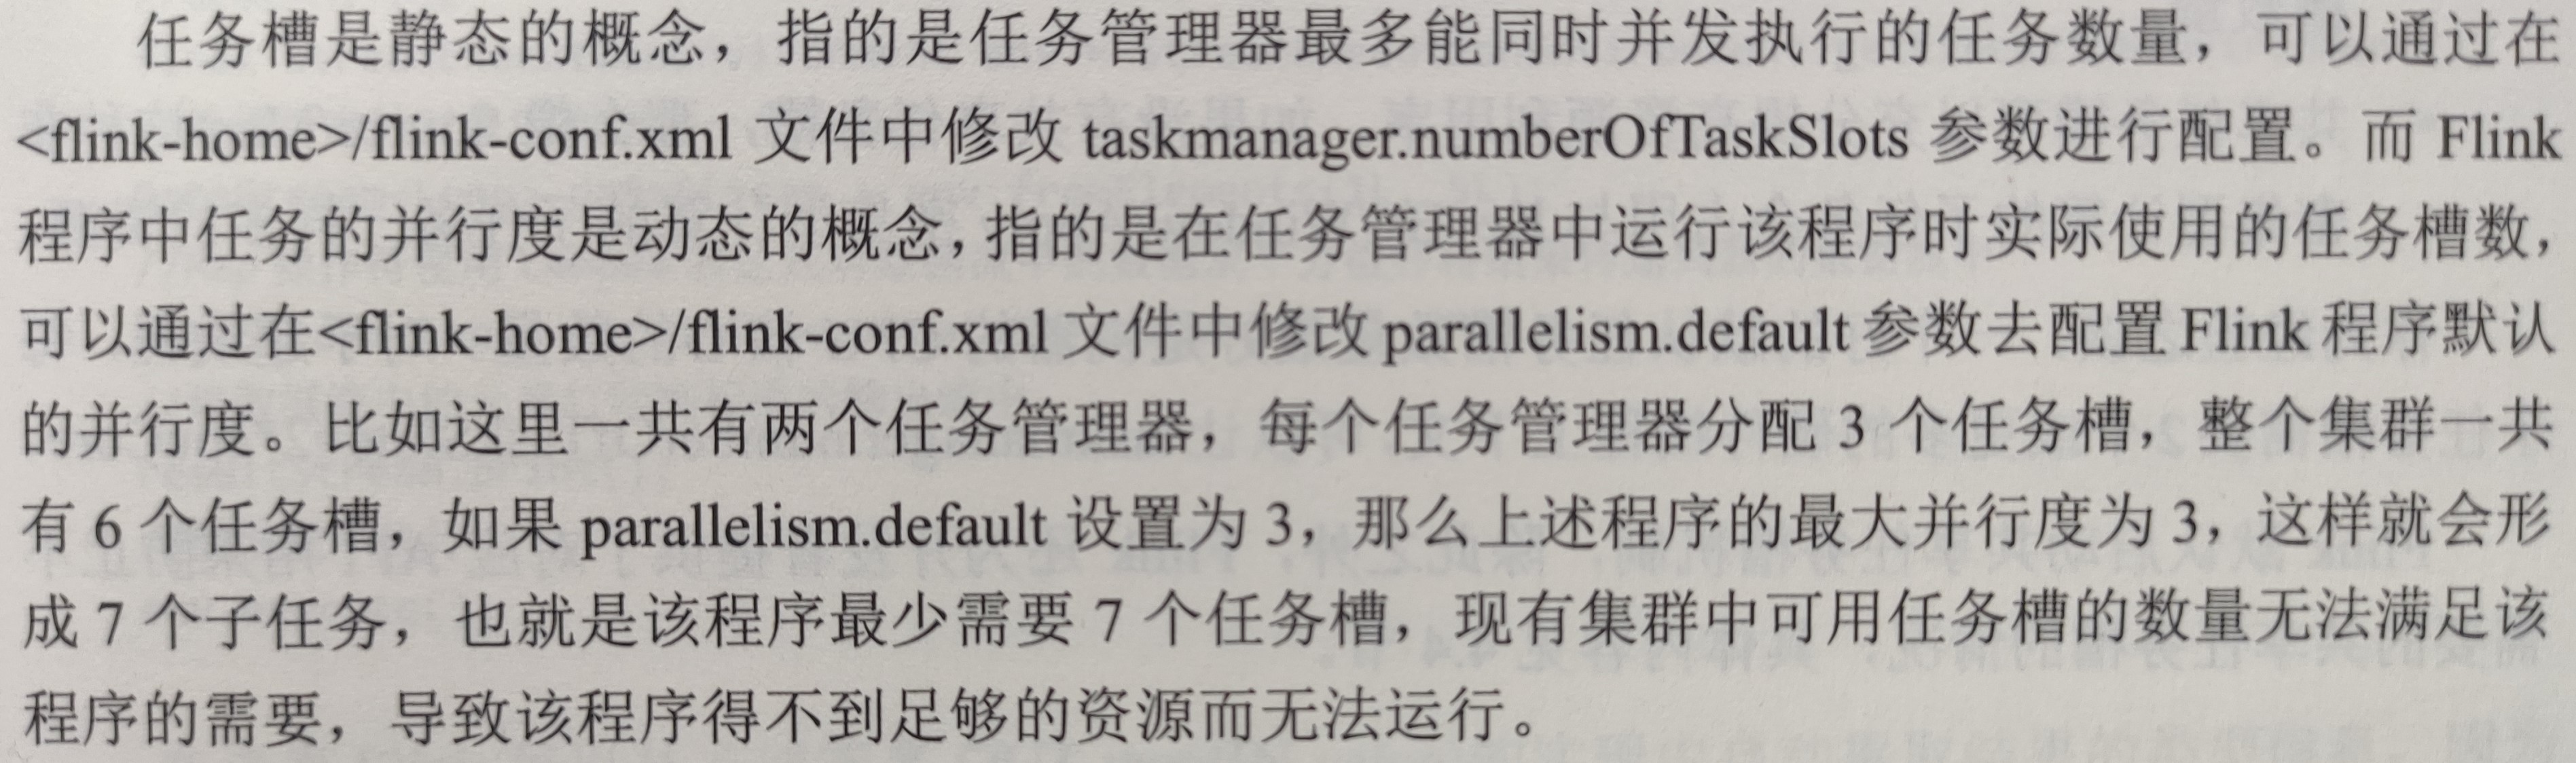 任务槽是静态的概念，指的是任务管理器最多能同时并发执行的任务数量，可以通过在
<flink-home>/flink-conf.xml 文件中修改 taskmanager.numberOfTaskSlots 参数进行配置。而 Flink
程序中任务的并行度是动态的概念，指的是在任务管理器中运行该程序时实际使用的任务槽数，
可以通过在<flink-home>/flink-conf.xml 文件中修改 parallelism.default 参数去配置 Flink 程序默认
的并行度。比如这里一共有两个任务管理器，每个任务管理器分配 3 个任务槽，整个集群一共
有 6 个任务槽，如果 parallelism.default 设置为 3，那么上述程序的最大并行度为 3，这样就会形
成 7 个子任务，也就是该程序最少需要 7 个任务槽，现有集群中可用任务槽的数量无法满足该
程序的需要，导致该程序得不到足够的资源而无法运行。